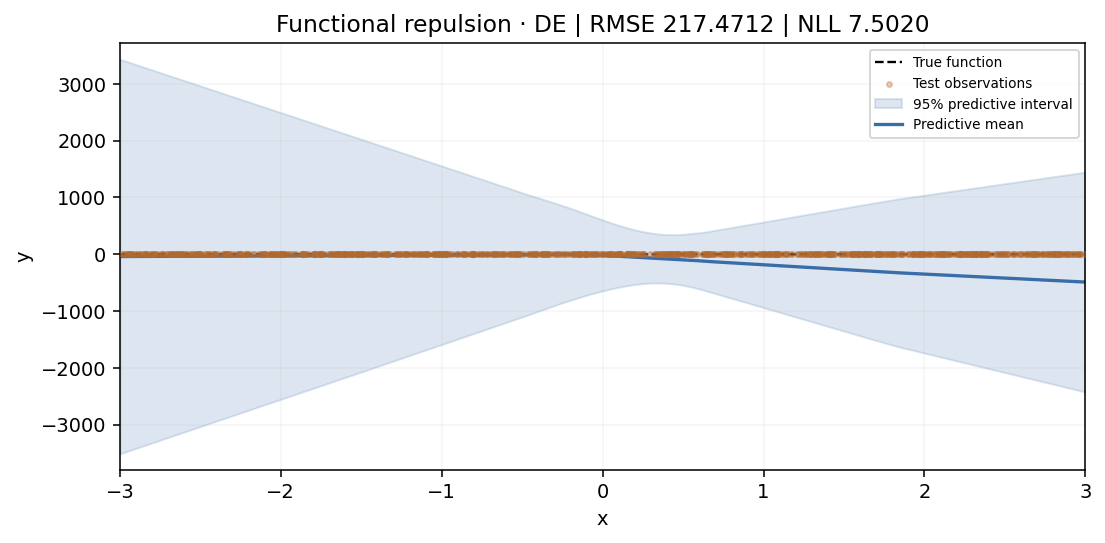 Functional repulsion · DE | RMSE 217.4712 | NLL 7.5020
True function
Test observations
95% predictive interval
Predictive mean
3000
2000
1000
0
−1000
−2000
−3000
y
−3
−2
−1
0
1
2
3
x